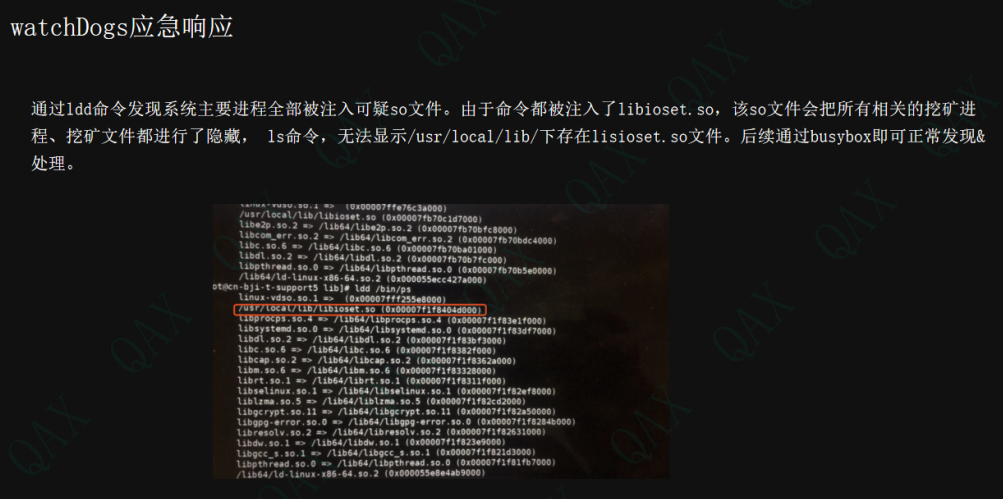 watchDogs应急响应
通过ldd命令发现系统主要进程全部被注入可疑so文件。由于命令都被注入了libioset.so，该so文件会把所有相关的挖矿进
程、挖矿文件都进行了隐藏， ls命令，无法显示/usr/local/lib/下存在lisioset.so文件。后续通过busybox即可正常发现&
处理。
linux-vdso.so.1 => (0x00007ffe76c3a000)
/usr/local/lib/libioset.so (0x00007fb70c1d7000)
libe2p.so.2 => /lib64/libe2p.so.2 (0x00007fb70bfc8000)
libcom_err.so.2 => /lib64/libcom_err.so.2 (0x00007fb70bdc4000)
libc.so.6 => /lib64/libc.so.6 (0x00007fb70ba01000)
libdl.so.2 => /lib64/libdl.so.2 (0x00007fb70b7fc000)
libpthread.so.0 => /lib64/libpthread.so.0 (0x00007fb70b5e0000)
/lib64/ld-linux-x86-64.so.2 (0x000055ecc427a000)
ot@cn-bji-t-support5 lib]# ldd /bin/ps
linux-vdso.so.1 => (0x00007fff255e8000)
/usr/local/lib/libioset.so (0x00007f1f8404d000)
libprocps.so.4 => /lib64/libprocps.so.4 (0x00007f1f83e1f000)
libsystemd.so.0 => /lib64/libsystemd.so.0 (0x00007f1f83df7000)
libdl.so.2 => /lib64/libdl.so.2 (0x00007f1f83bf3000)
libc.so.6 => /lib64/libc.so.6 (0x00007f1f8382f000)
libcap.so.2 => /lib64/libcap.so.2 (0x00007f1f8362a000)
libm.so.6 => /lib64/libm.so.6 (0x00007f1f83328000)
librt.so.1 => /lib64/librt.so.1 (0x00007f1f8311f000)
libselinux.so.1 => /lib64/libselinux.so.1 (0x00007f1f82ef8000)
liblzma.so.5 => /lib64/liblzma.so.5 (0x00007f1f82cd2000)
libgcrypt.so.11 => /lib64/libgcrypt.so.11 (0x00007f1f82a50000)
libgpg-error.so.0 => /lib64/libgpg-error.so.0 (0x00007f1f8284b000)
libresolv.so.2 => /lib64/libresolv.so.2 (0x00007f1f82631000)
libdw.so.1 => /lib64/libdw.so.1 (0x00007f1f823e9000)
libgcc_s.so.1 => /lib64/libgcc_s.so.1 (0x00007f1f821d3000)
libpthread.so.0 => /lib64/libpthread.so.0 (0x00007f1f81fb7000)
/lib64/ld-linux-x86-64.so.2 (0x000055e8e4ab9000)
QAX
QAX
QAX
QAX
QAX
QAX
QAX